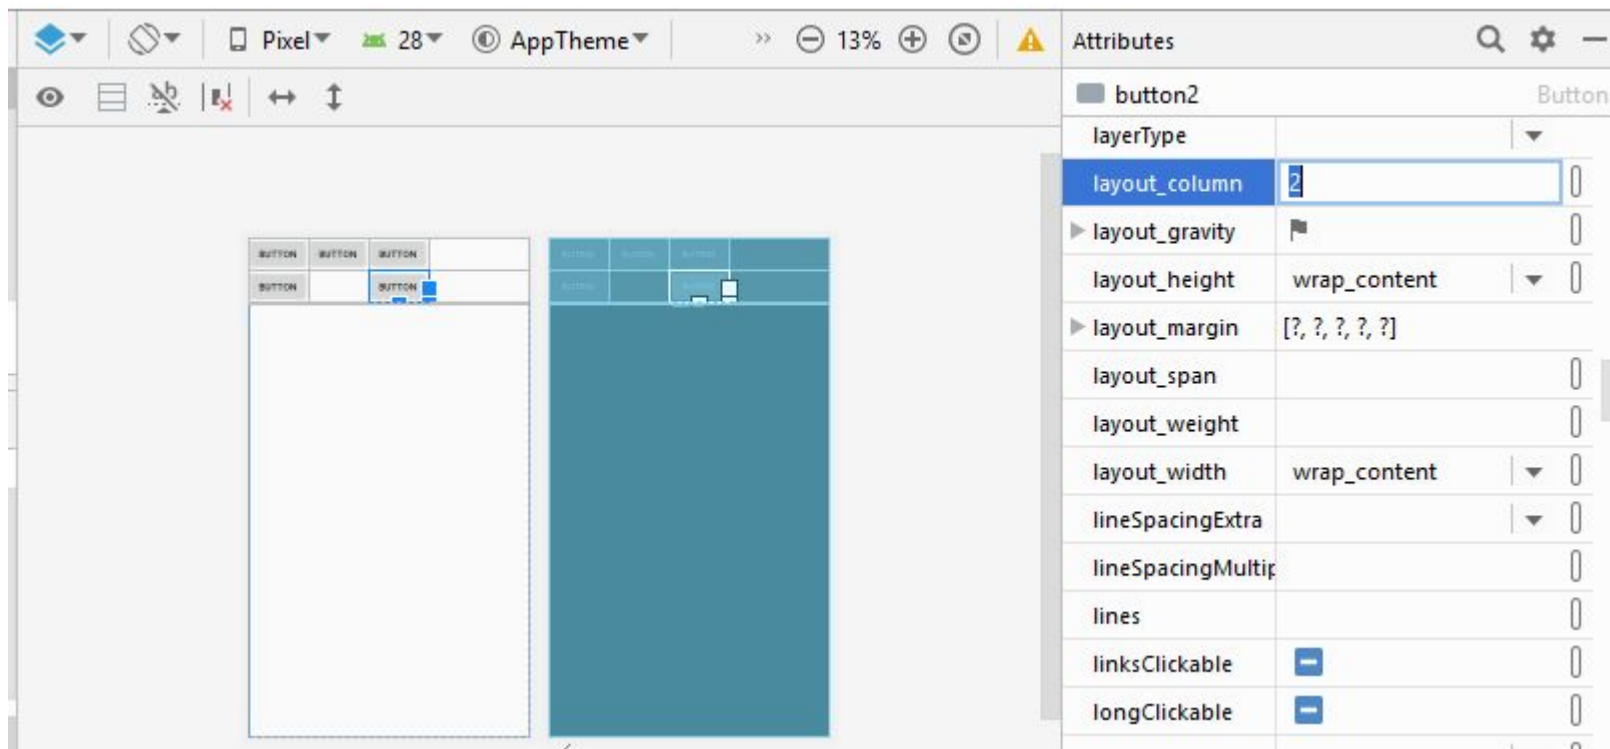 Pixel 28 AppTheme >> 13% Attributes
button2 Button
layerType
layout_column 2
layout_gravity
BUTTON BUTTON BUTTON
layout_height wrap_content
BUTTON BUTTON
layout_margin [?, ?, ?, ?, ?]
layout_span
layout_weight
layout_width wrap_content
lineSpacingExtra
lineSpacingMultip
lines
linksClickable
longClickable